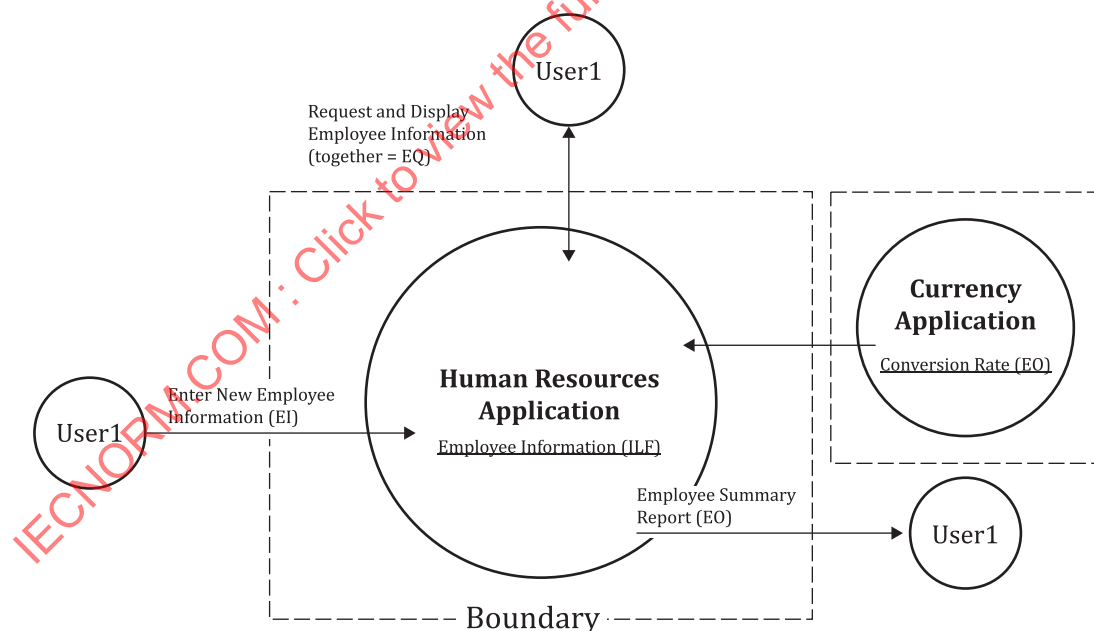 User1
Request and Display
Employee Information
(together = EQ)
Currency
Application
Conversion Rate (EO)
Human Resources
Application
Employee Information (ILF)
Enter New Employee
Information (EI)
User1
Employee Summary
Report (EO)
User1
Boundary
IECNORM.COM : Click to view the full